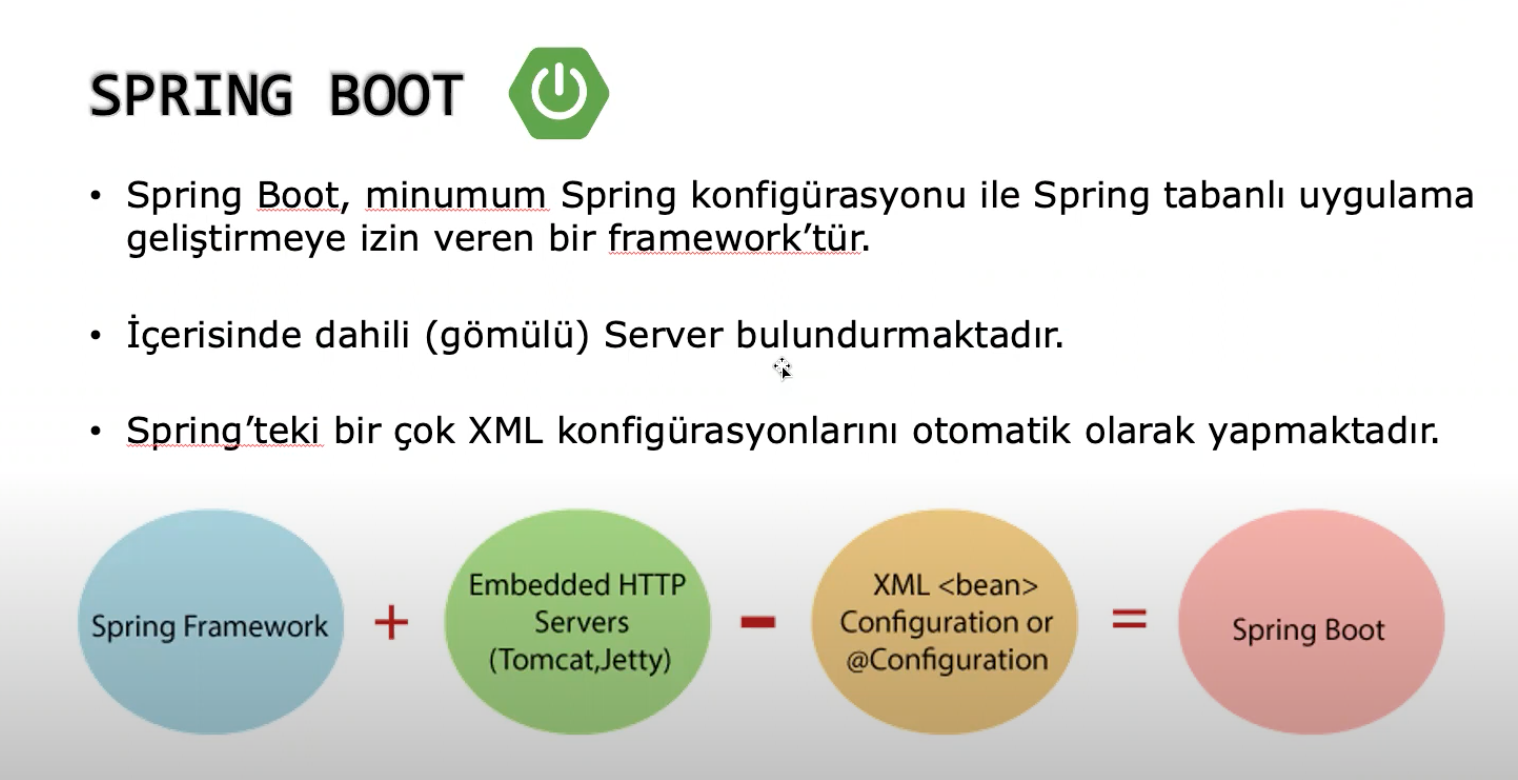 SPRING BOOT
• Spring Boot, minumum Spring konfigürasyonu ile Spring tabanlı uygulama
geliştirmeye izin veren bir framework’tür.
• İçerisinde dahili (gömülü) Server bulundurmaktadır.
• Spring’teki bir çok XML konfigürasyonlarını otomatik olarak yapmaktadır.
Spring Framework
+
Embedded HTTP
Servers
(Tomcat,Jetty)
-
XML <bean>
Configuration or
@Configuration
=
Spring Boot